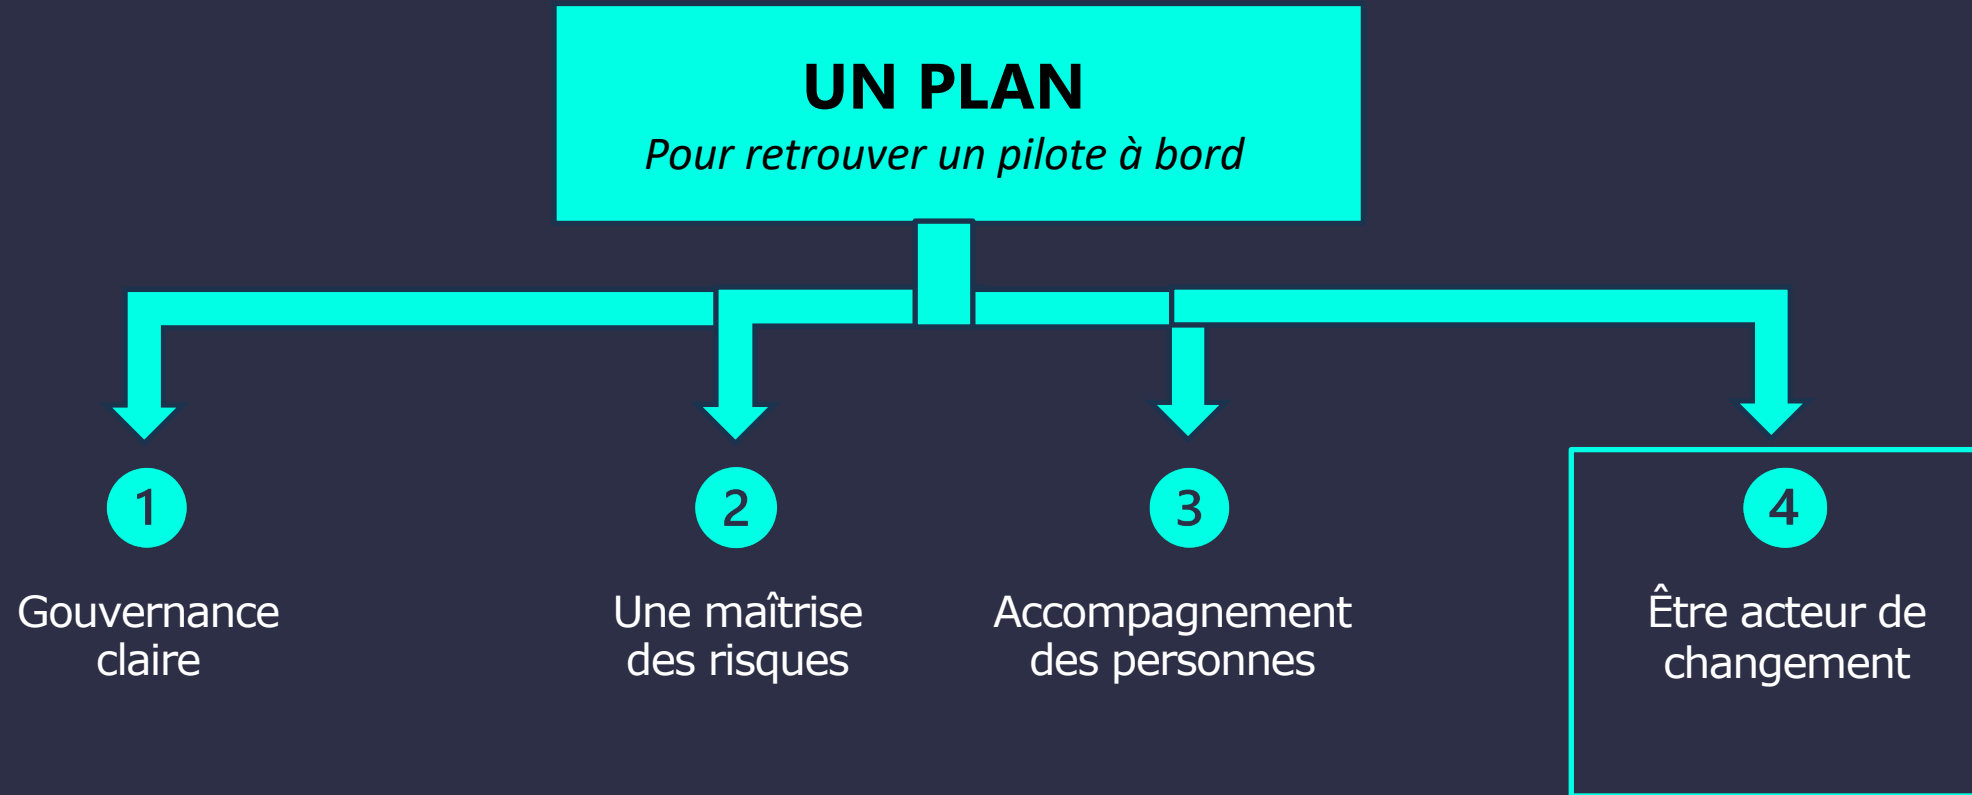 UN PLAN
Pour retrouver un pilote à bord
1
Gouvernance
claire
2
Une maîtrise
des risques
3
Accompagnement
des personnes
4
Être acteur de
changement